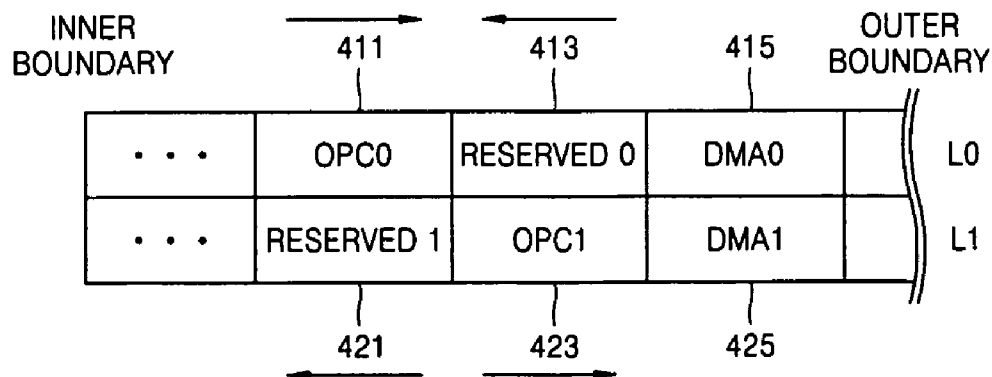 INNER BOUNDARY
411
413
415
OUTER BOUNDARY
• • • OPC0 RESERVED 0 DMA0 L0
• • • RESERVED 1 OPC1 DMA1 L1
421
423
425